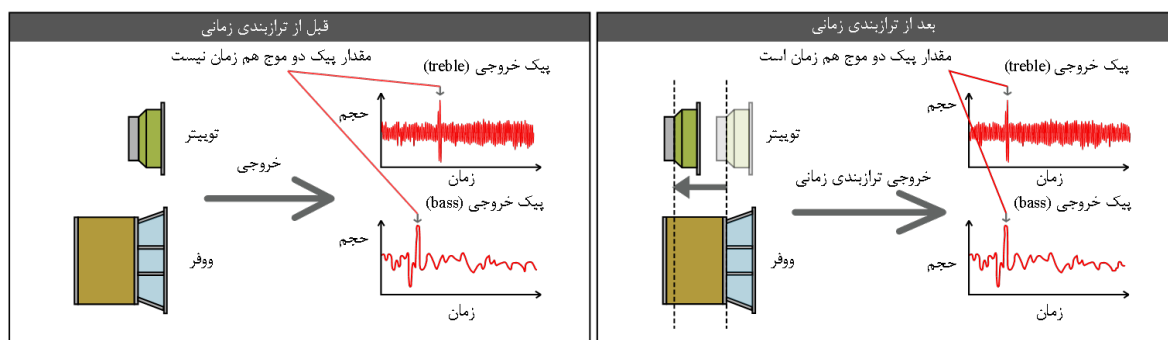 قبل از ترازبندی زمانی
مقدار پیک دو موج هم زمان نیست
پیک خروجی (treble)
حجم
توییتر
زمان
خروجی
پیک خروجی (bass)
حجم
ووفر
زمان
بعد از ترازبندی زمانی
مقدار پیک دو موج هم زمان است
پیک خروجی (treble)
حجم
توییتر
زمان
خروجی ترازبندی زمانی
پیک خروجی (bass)
حجم
ووفر
زمان